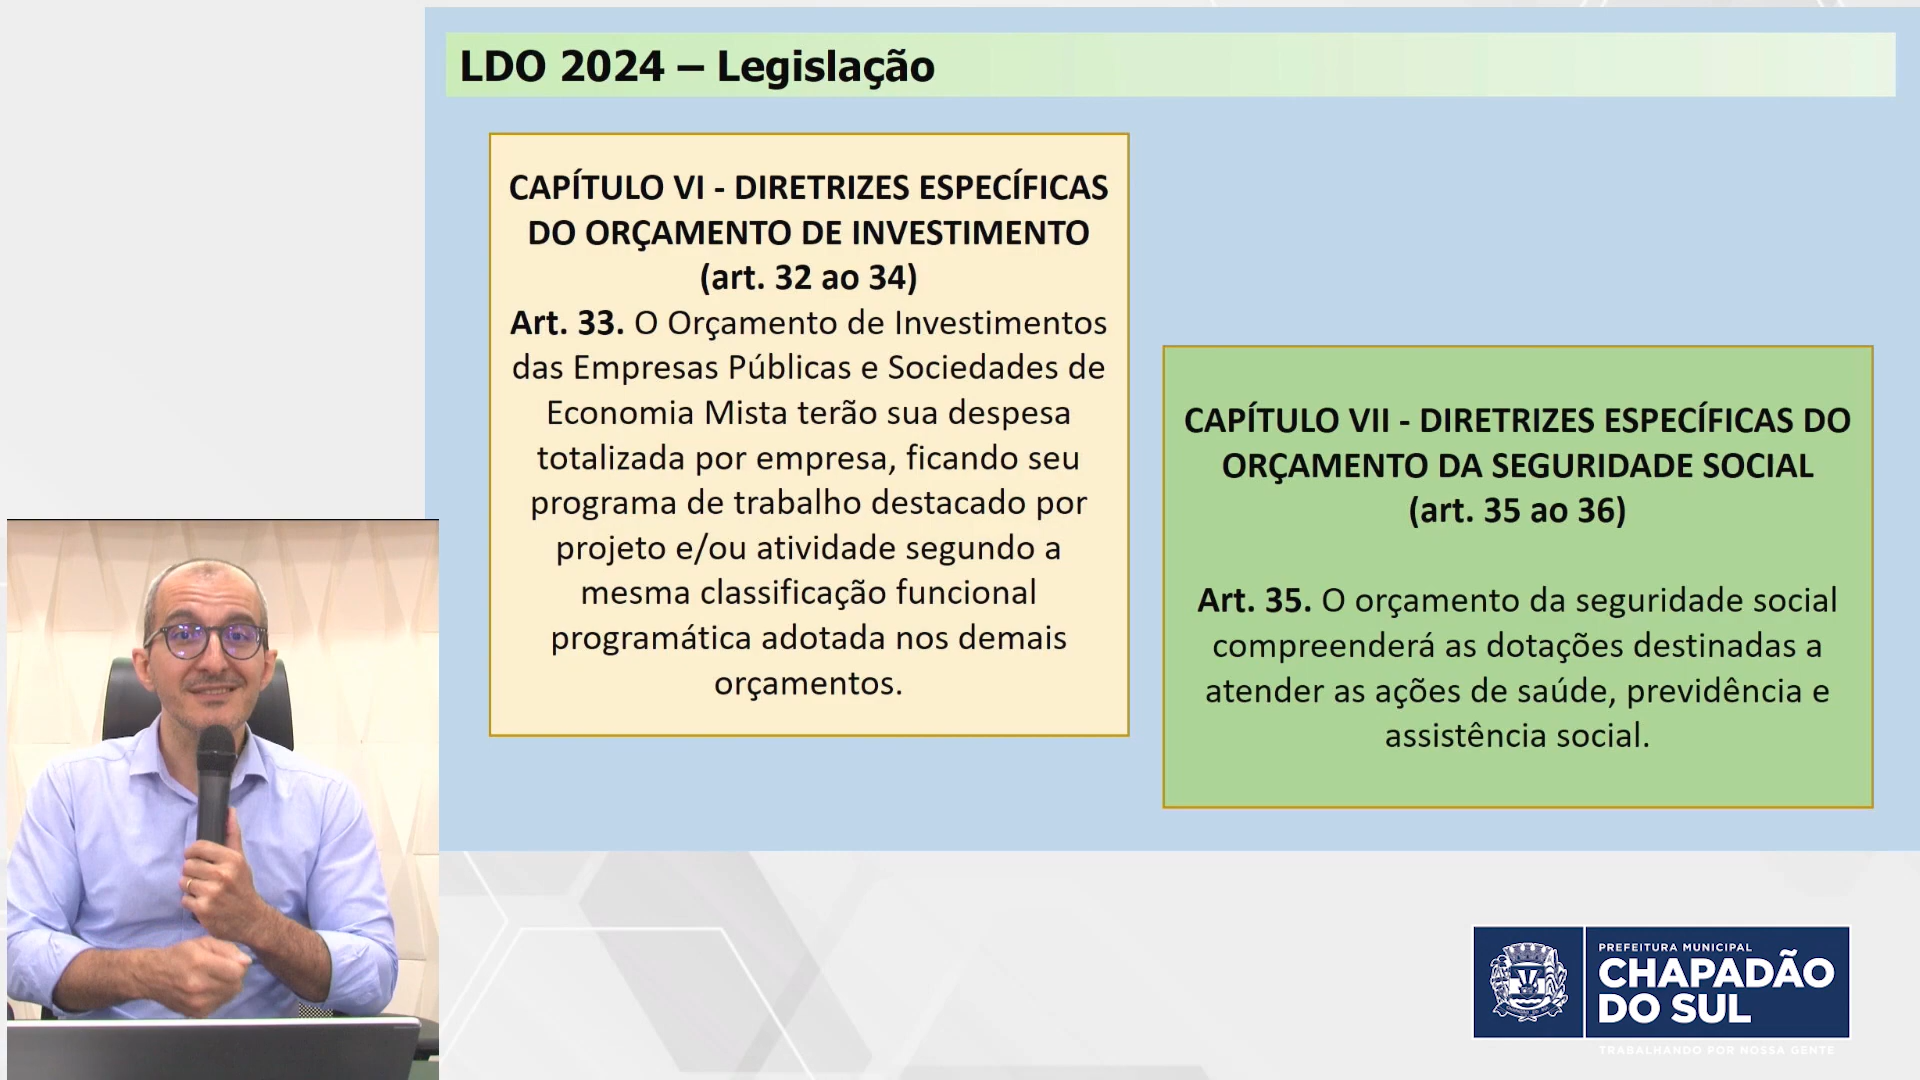 LDO 2024 – Legislação
CAPÍTULO VI - DIRETRIZES ESPECÍFICAS
DO ORÇAMENTO DE INVESTIMENTO
(art. 32 ao 34)
Art. 33. O Orçamento de Investimentos
das Empresas Públicas e Sociedades de
Economia Mista terão sua despesa
totalizada por empresa, ficando seu
programa de trabalho destacado por
projeto e/ou atividade segundo a
mesma classificação funcional
programática adotada nos demais
orçamentos.
CAPÍTULO VII - DIRETRIZES ESPECÍFICAS DO
ORÇAMENTO DA SEGURIDADE SOCIAL
(art. 35 ao 36)
Art. 35. O orçamento da seguridade social
compreenderá as dotações destinadas a
atender as ações de saúde, previdência e
assistência social.
PREFEITURA MUNICIPAL
CHAPADÃO
DO SUL
TRABALHANDO POR NOSSA GENTE